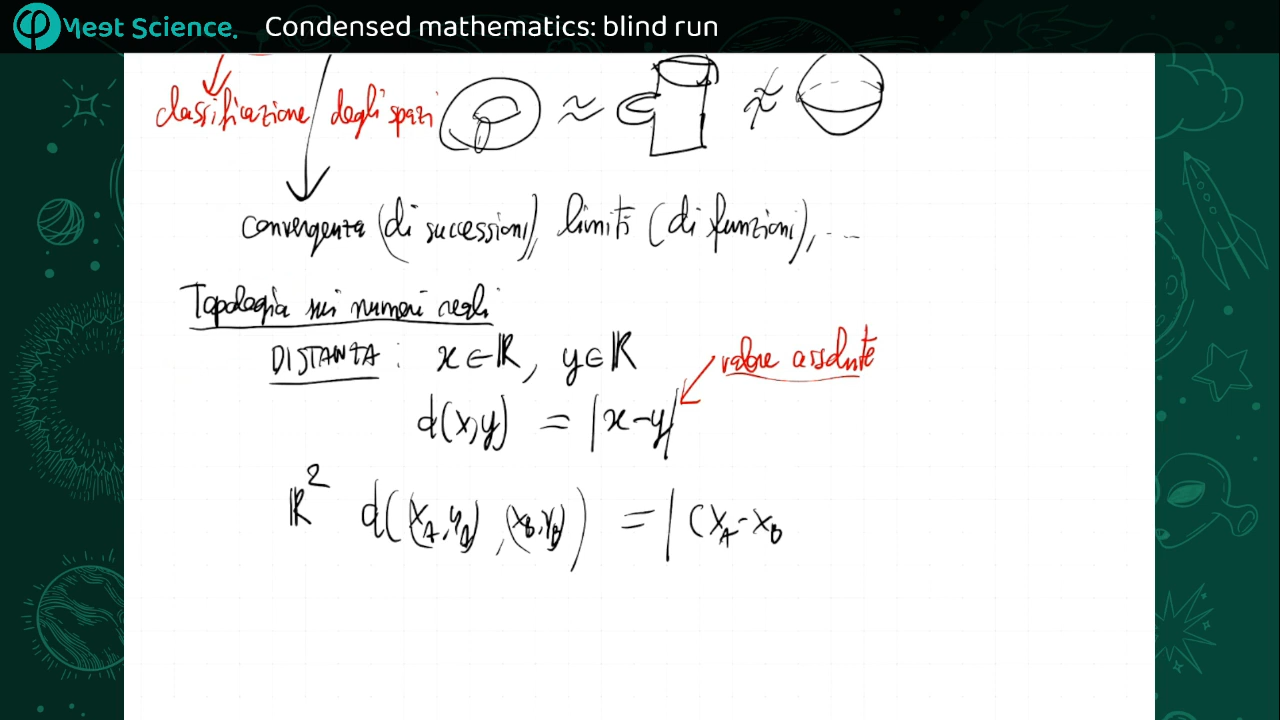 Meet Science.
Condensed mathematics: blind run
classificazione degli spazi ≈ ≉
convergenza (di successioni), limiti (di funzioni), ...
Topologia sui numeri reali
DISTANZA : x ∈ ℝ, y ∈ ℝ
valore assoluto
d(x,y) = |x-y|
ℝ² d((x_A, y_A), (x_B, y_B)) = |(x_A - x_B